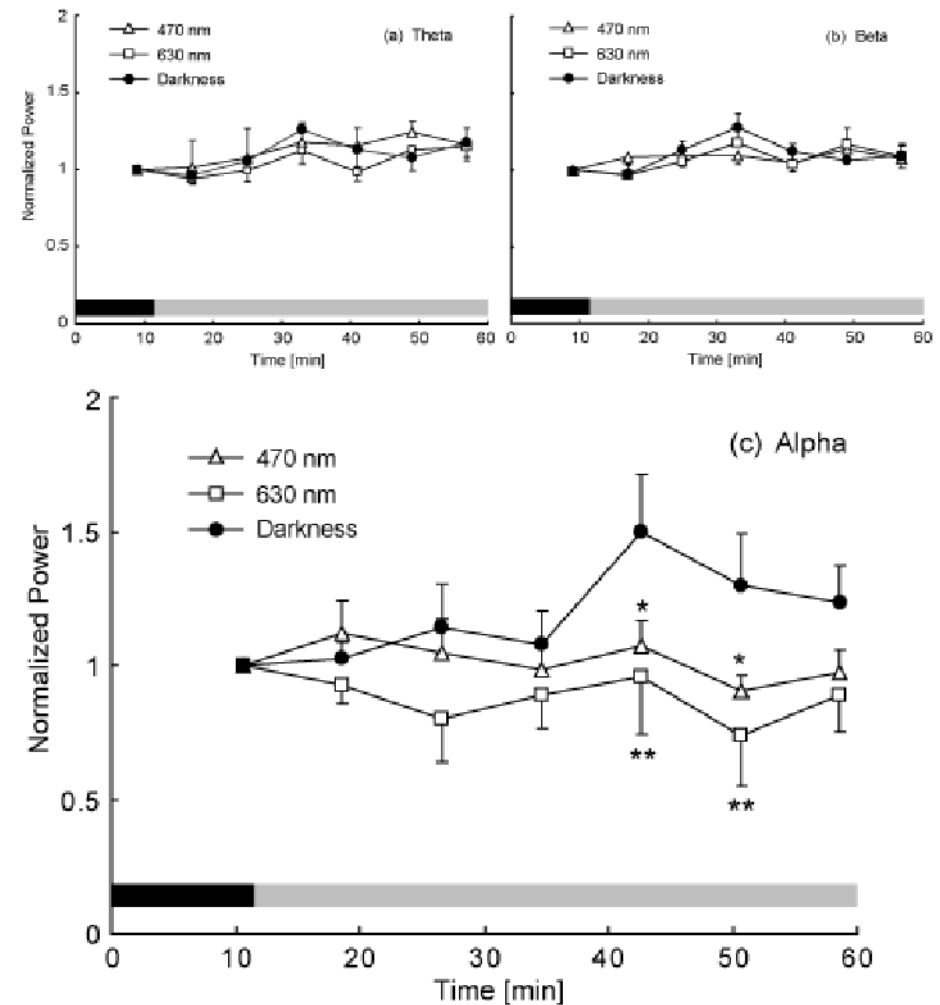 2
470 nm
630 nm
Darkness
(a) Theta
1.5
1
0.5
0
Normalized Power
0 10 20 30 40 50 60
Time [min]
470 nm
630 nm
Darkness
(b) Beta
0 10 20 30 40 50 60
Time [min]
2
470 nm
630 nm
Darkness
(c) Alpha
1.5
1
0.5
0
Normalized Power
*
*
**
**
0 10 20 30 40 50 60
Time [min]